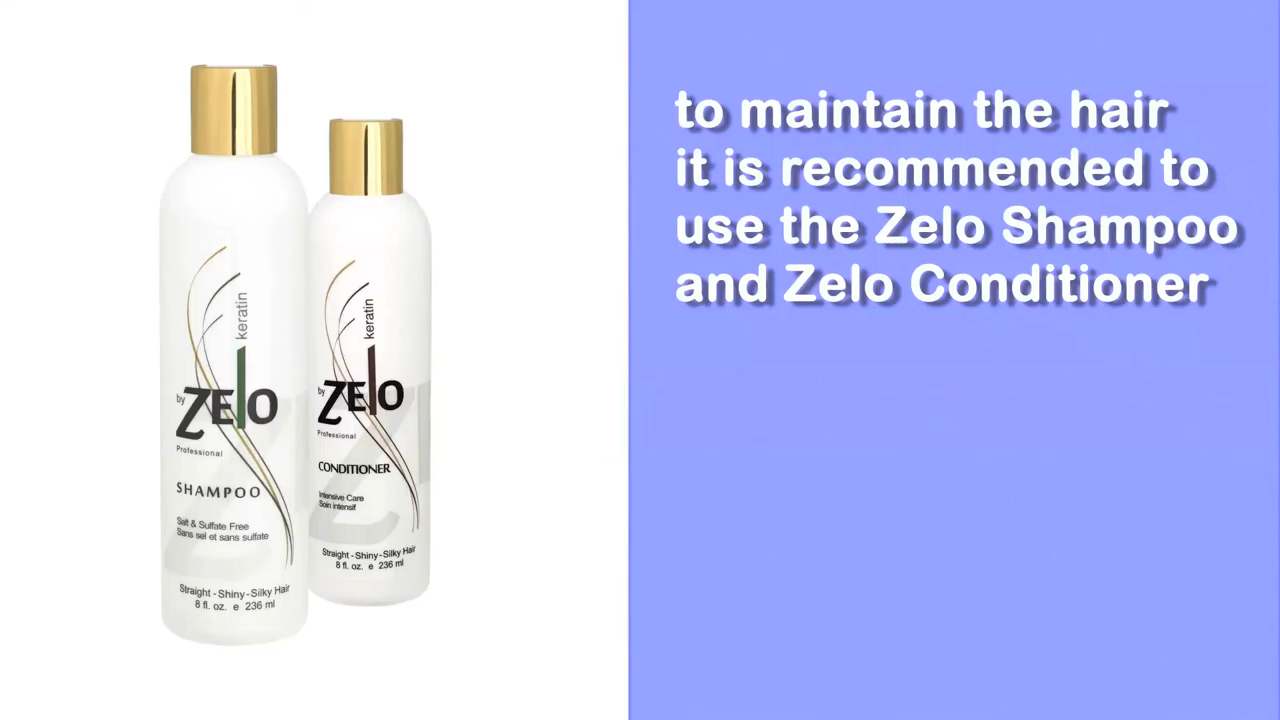 keratin
by ZElO
Professional
SHAMPOO
Salt & Sulfate Free
Sans sel et sans sulfate
Straight - Shiny - Silky Hair
8 fl. oz. e 236 ml
keratin
by ZElO
Professional
CONDITIONER
Intensive Care
Soin intensif
Straight - Shiny - Silky Hair
8 fl. oz. e 236 ml
to maintain the hair
it is recommended to
use the Zelo Shampoo
and Zelo Conditioner